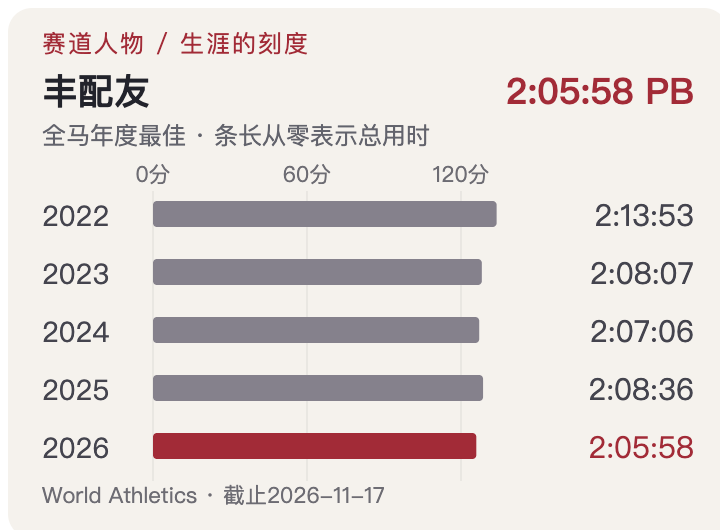 赛道人物 / 生涯的刻度
丰配友 2:05:58 PB
全马年度最佳 · 条长从零表示总用时
0分 60分 120分
2022 2:13:53
2023 2:08:07
2024 2:07:06
2025 2:08:36
2026 2:05:58
World Athletics · 截止2026–11–17